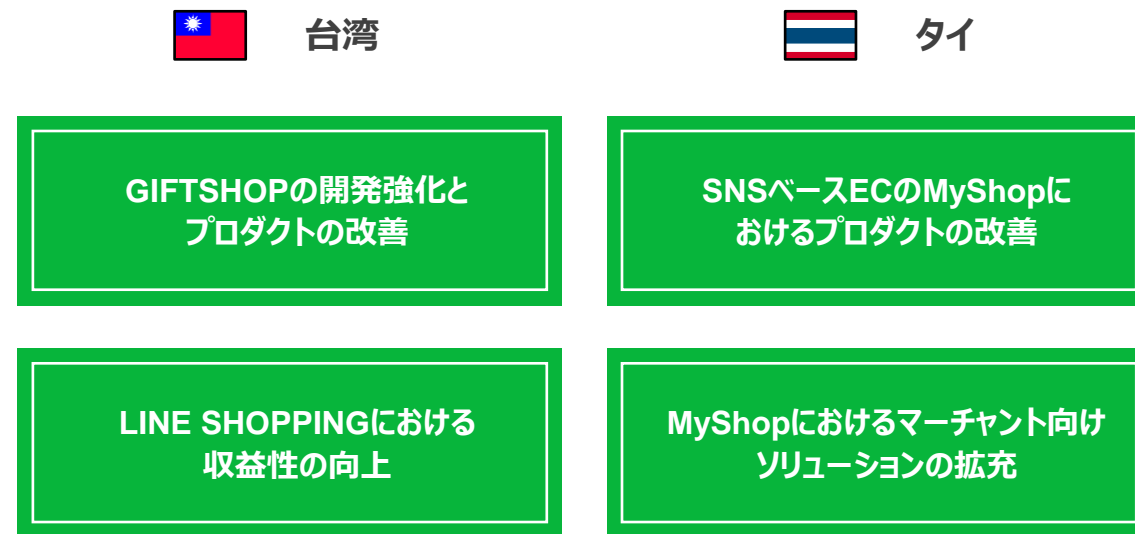 台湾
タイ
GIFTSHOPの開発強化と
プロダクトの改善
SNSベースECのMyShopに
おけるプロダクトの改善
LINE SHOPPINGにおける
収益性の向上
MyShopにおけるマーチャント向け
ソリューションの拡充